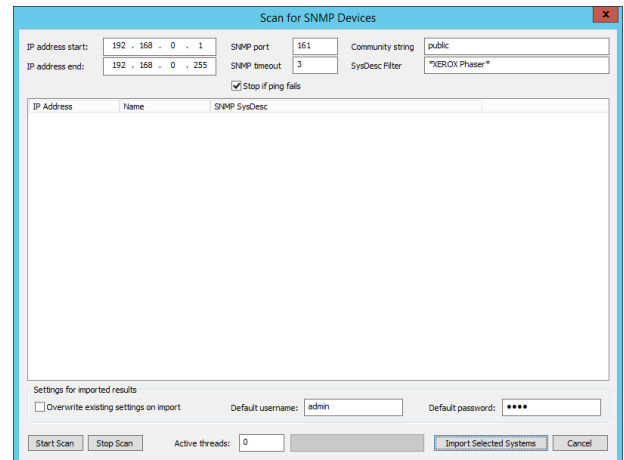 Scan for SNMP Devices
x
IP address start: 192 . 168 . 0 . 1 SNMP port 161 Community string public
IP address end: 192 . 168 . 0 . 255 SNMP timeout 3 SysDesc Filter *XEROX Phaser*
Stop if ping fails
IP Address Name SNMP SysDesc
Settings for imported results
Overwrite existing settings on import Default username: admin Default password: ••••
Start Scan Stop Scan Active threads: 0 Import Selected Systems Cancel